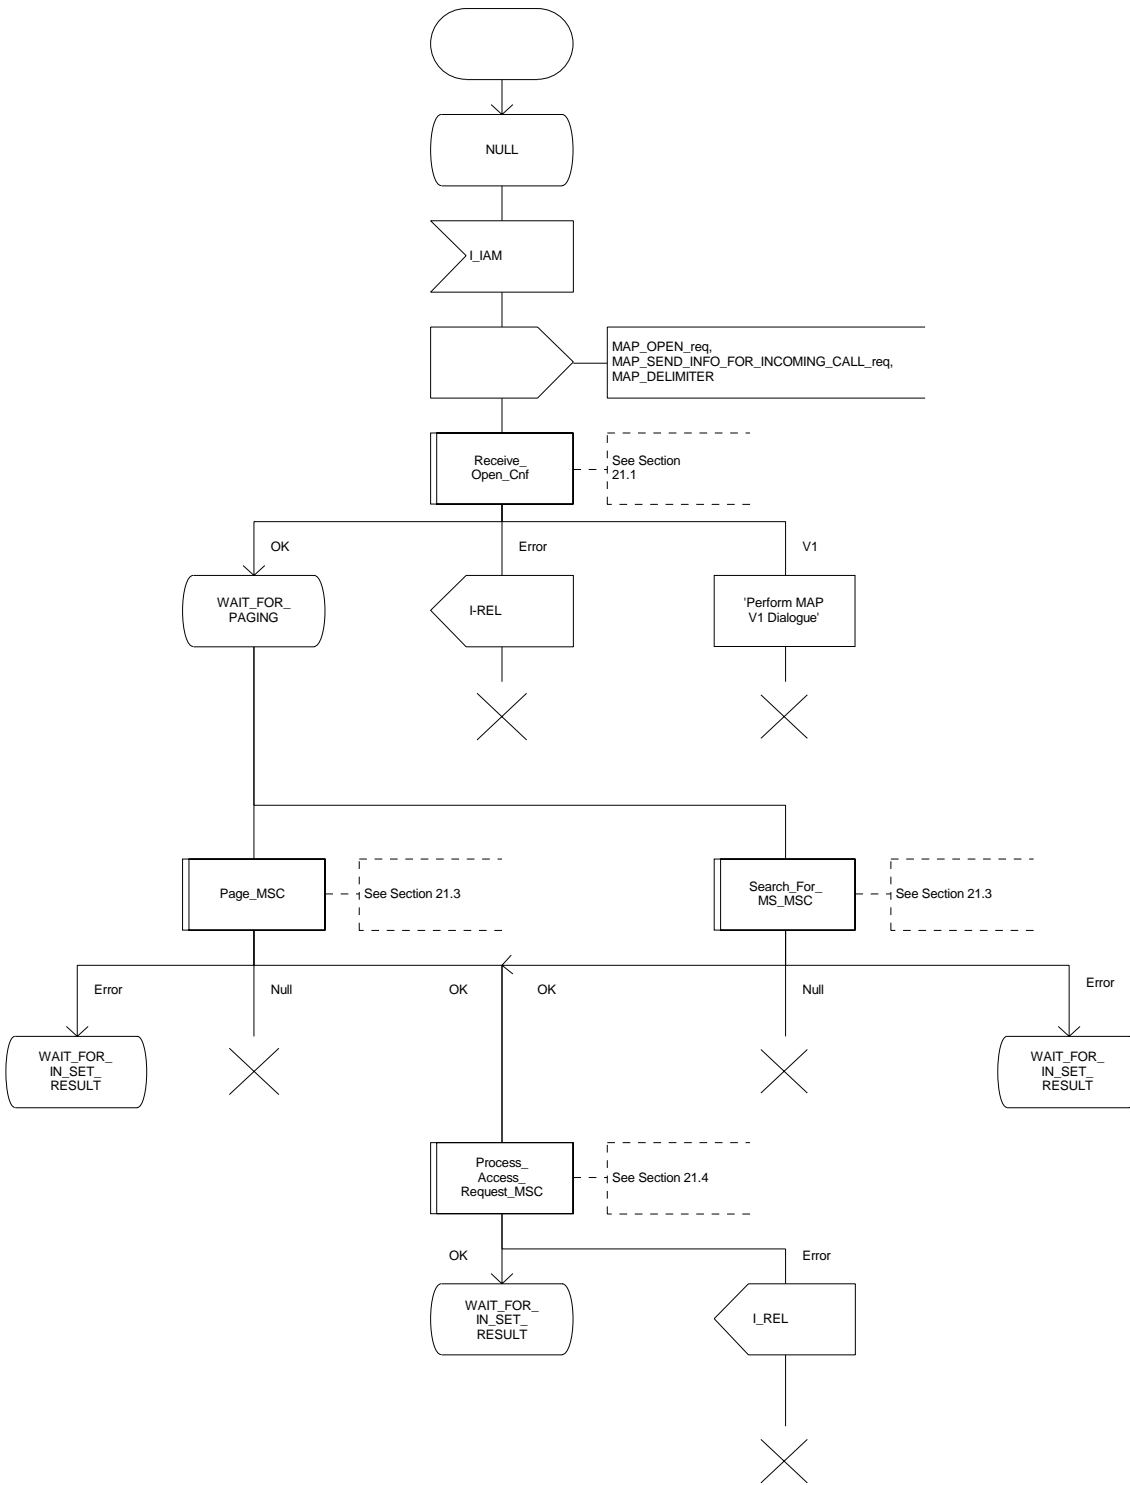 NULL
I_IAM
MAP_OPEN_req,
MAP_SEND_INFO_FOR_INCOMING_CALL_req,
MAP_DELIMITER
Receive_
Open_Cnf
See Section
21.1
OK
Error
V1
WAIT_FOR_
PAGING
I-REL
'Perform MAP
V1 Dialogue'
Page_MSC
See Section 21.3
Search_For_
MS_MSC
See Section 21.3
Error
Null
OK
OK
Null
Error
WAIT_FOR_
IN_SET_
RESULT
WAIT_FOR_
IN_SET_
RESULT
Process_
Access_
Request_MSC
See Section 21.4
OK
Error
WAIT_FOR_
IN_SET_
RESULT
I_REL